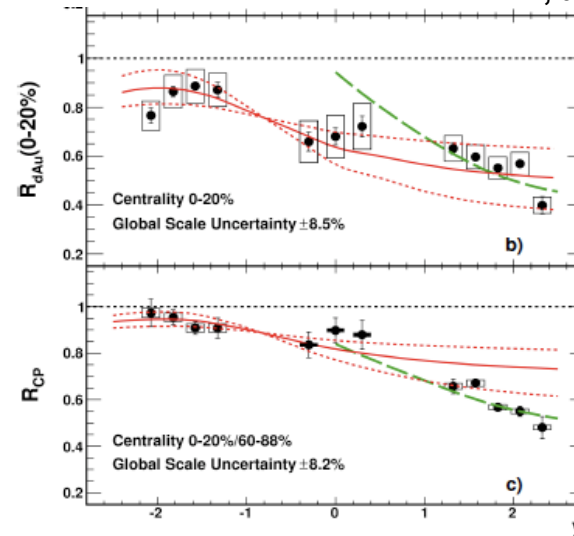 R_dAu(0-20%)
1
0.8
0.6
0.4
0.2
Centrality 0-20%
Global Scale Uncertainty ±8.5%
b)
R_CP
1
0.8
0.6
0.4
0.2
Centrality 0-20%/60-88%
Global Scale Uncertainty ±8.2%
c)
-2 -1 0 1 2